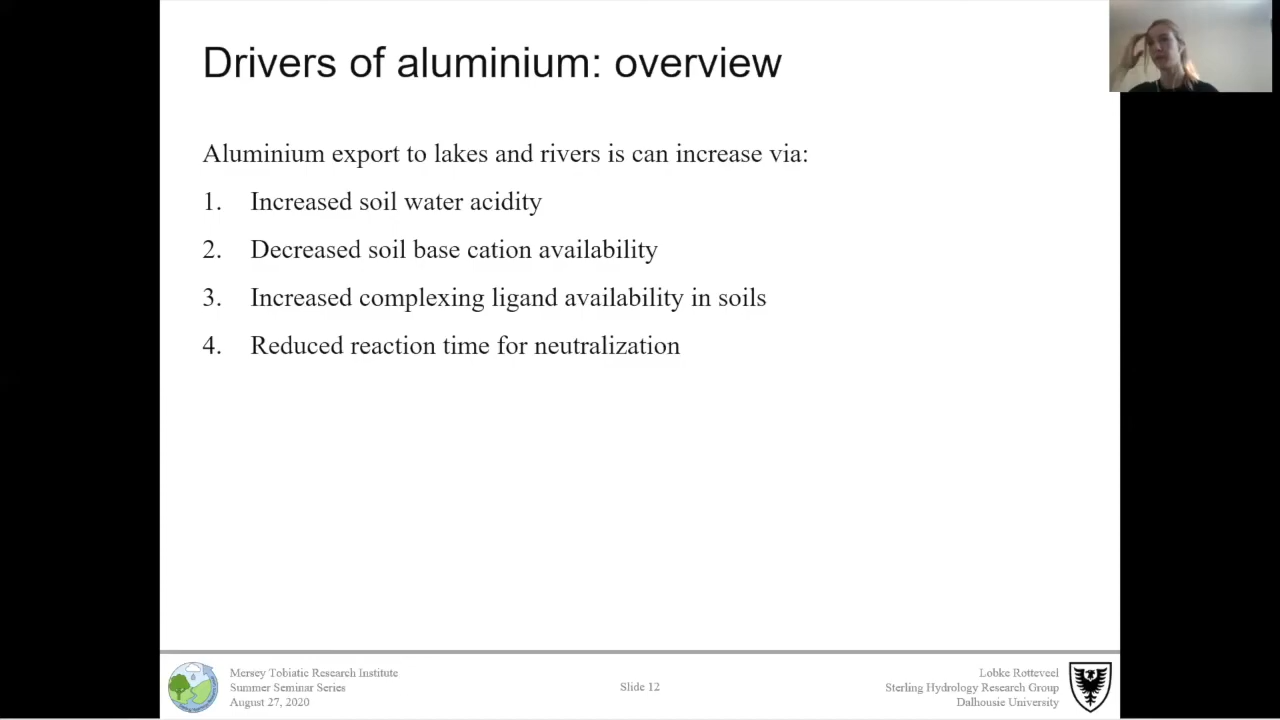 Drivers of aluminium: overview
Aluminium export to lakes and rivers is can increase via:
1. Increased soil water acidity
2. Decreased soil base cation availability
3. Increased complexing ligand availability in soils
4. Reduced reaction time for neutralization
Mersey Tobiatic Research Institute
Summer Seminar Series
August 27, 2020
Slide 12
Lobke Rotteveel
Sterling Hydrology Research Group
Dalhousie University